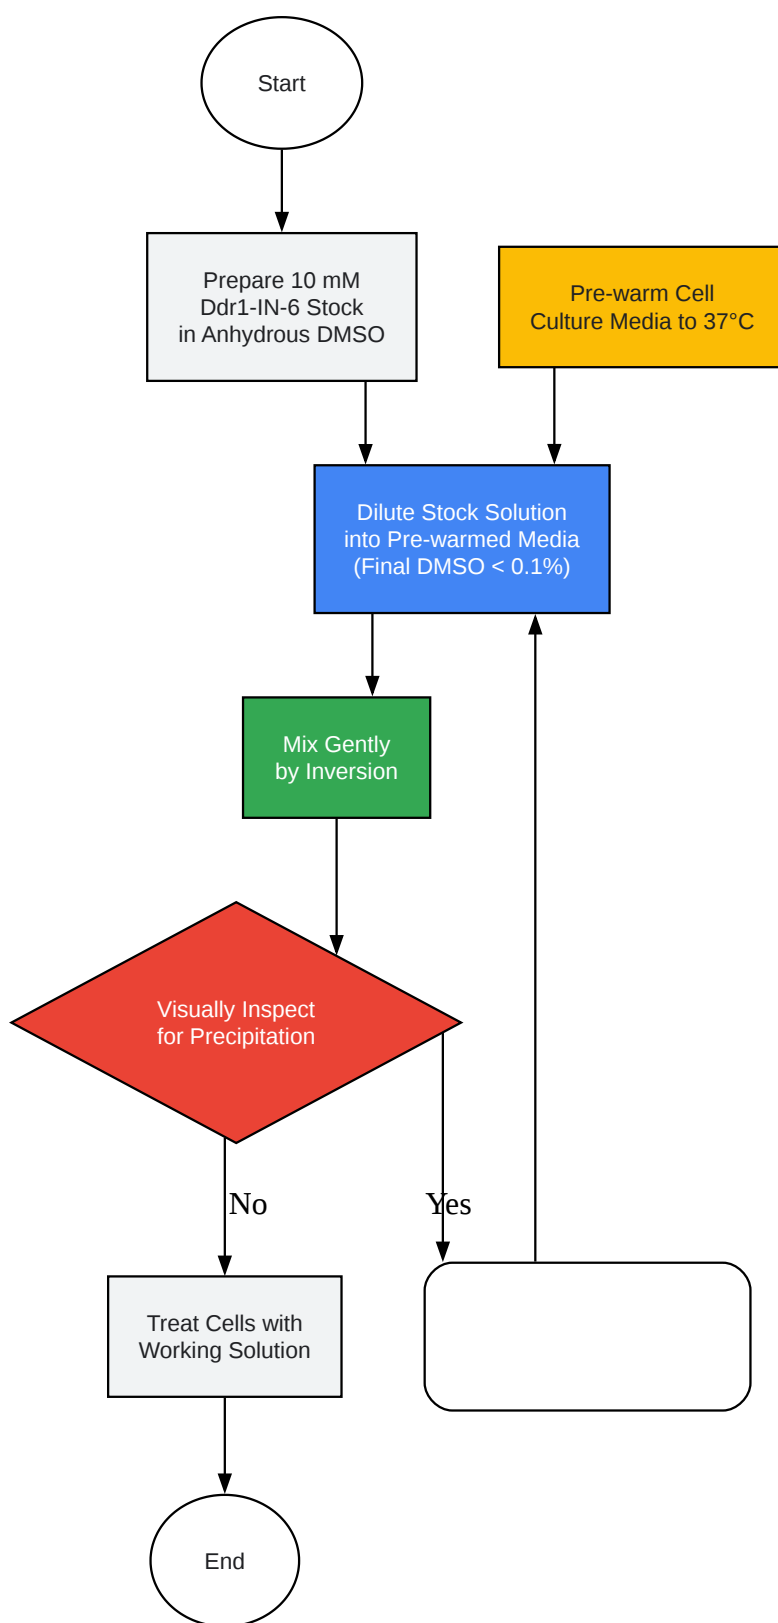 Start
Prepare 10 mM
Ddr1-IN-6 Stock
in Anhydrous DMSO
Pre-warm Cell
Culture Media to 37°C
Dilute Stock Solution
into Pre-warmed Media
(Final DMSO < 0.1%)
Mix Gently
by Inversion
Visually Inspect
for Precipitation
No
Yes
Treat Cells with
Working Solution
End